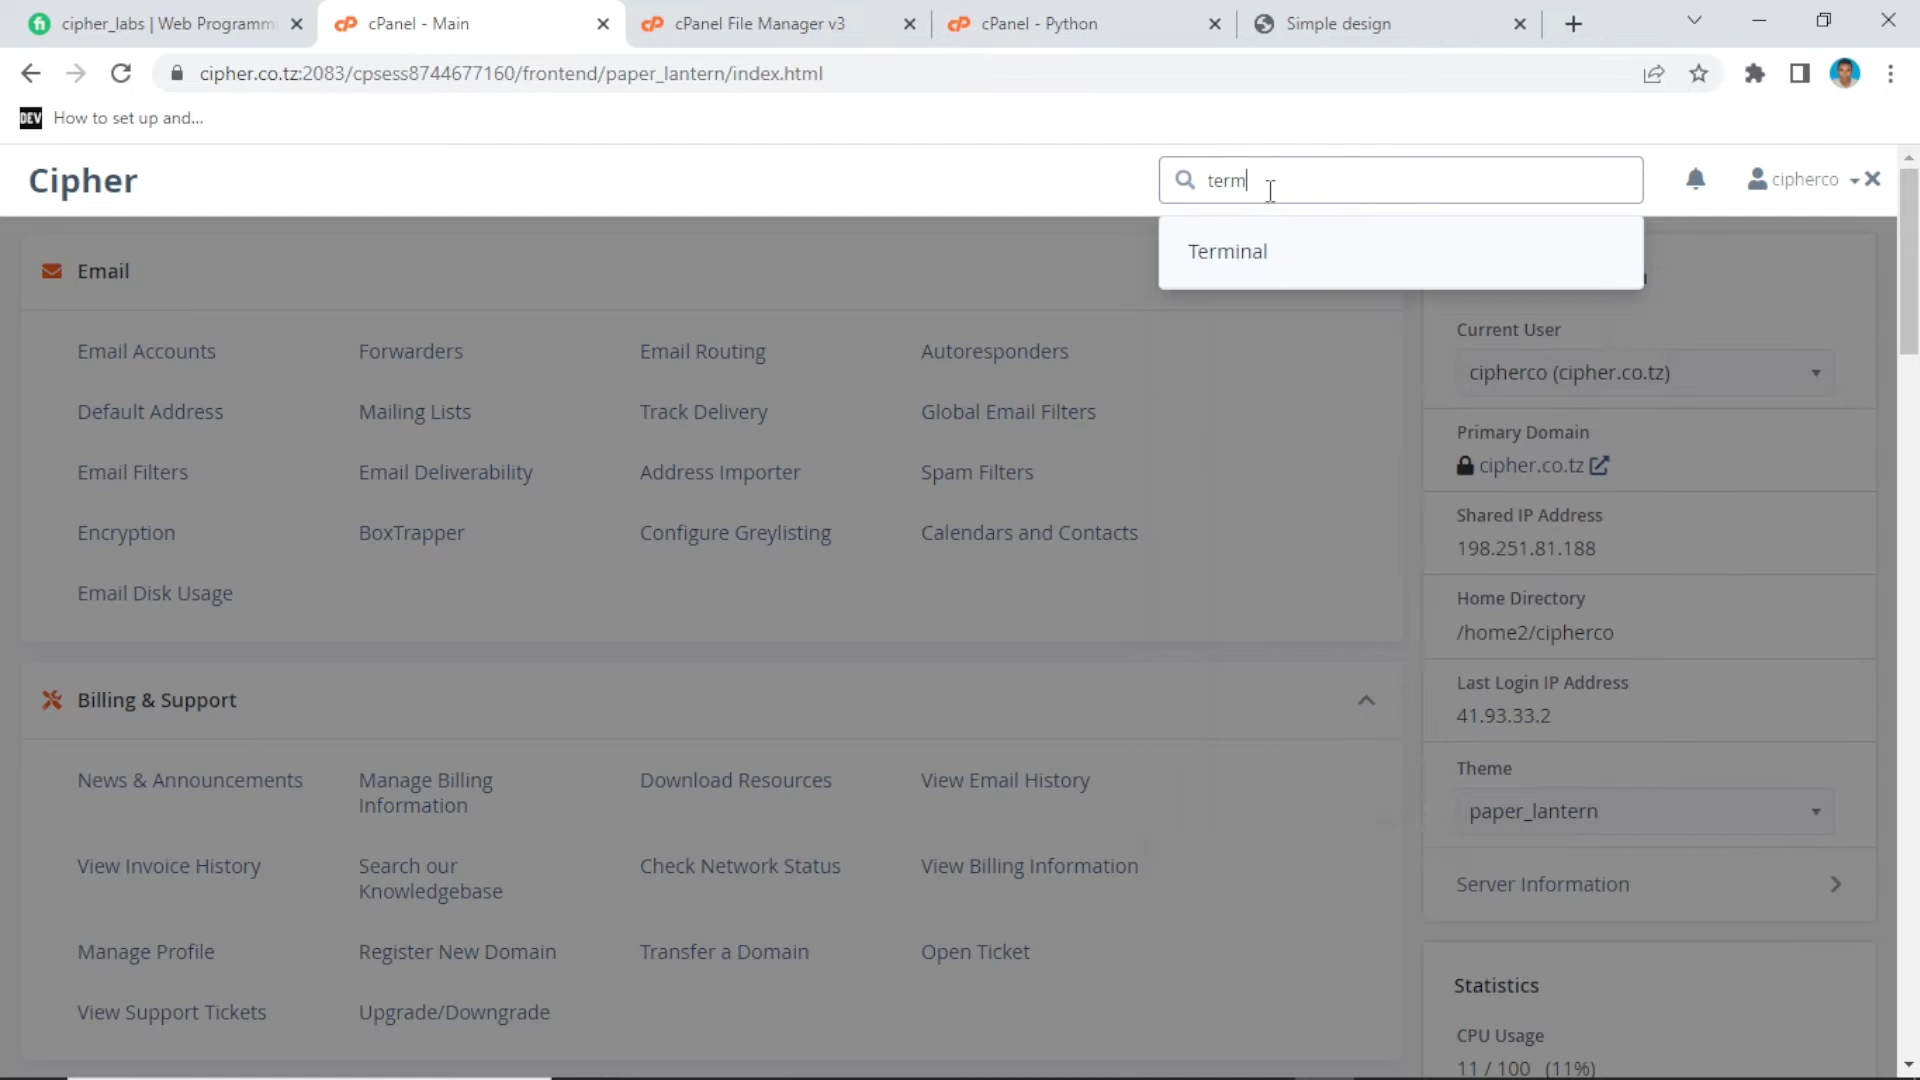 cipher_labs | Web Programm
cPanel - Main
cPanel File Manager v3
cPanel - Python
Simple design
cipher.co.tz:2083/cpsess8744677160/frontend/paper_lantern/index.html
DEV How to set up and...
Cipher
term
cipherco
Terminal
Email
Email Accounts
Forwarders
Email Routing
Autoresponders
Default Address
Mailing Lists
Track Delivery
Global Email Filters
Email Filters
Email Deliverability
Address Importer
Spam Filters
Encryption
BoxTrapper
Configure Greylisting
Calendars and Contacts
Email Disk Usage
Billing & Support
News & Announcements
Manage Billing
Information
Download Resources
View Email History
View Invoice History
Search our
Knowledgebase
Check Network Status
View Billing Information
Manage Profile
Register New Domain
Transfer a Domain
Open Ticket
View Support Tickets
Upgrade/Downgrade
Current User
cipherco (cipher.co.tz)
Primary Domain
cipher.co.tz
Shared IP Address
198.251.81.188
Home Directory
/home2/cipherco
Last Login IP Address
41.93.33.2
Theme
paper_lantern
Server Information
Statistics
CPU Usage
11 / 100 (11%)